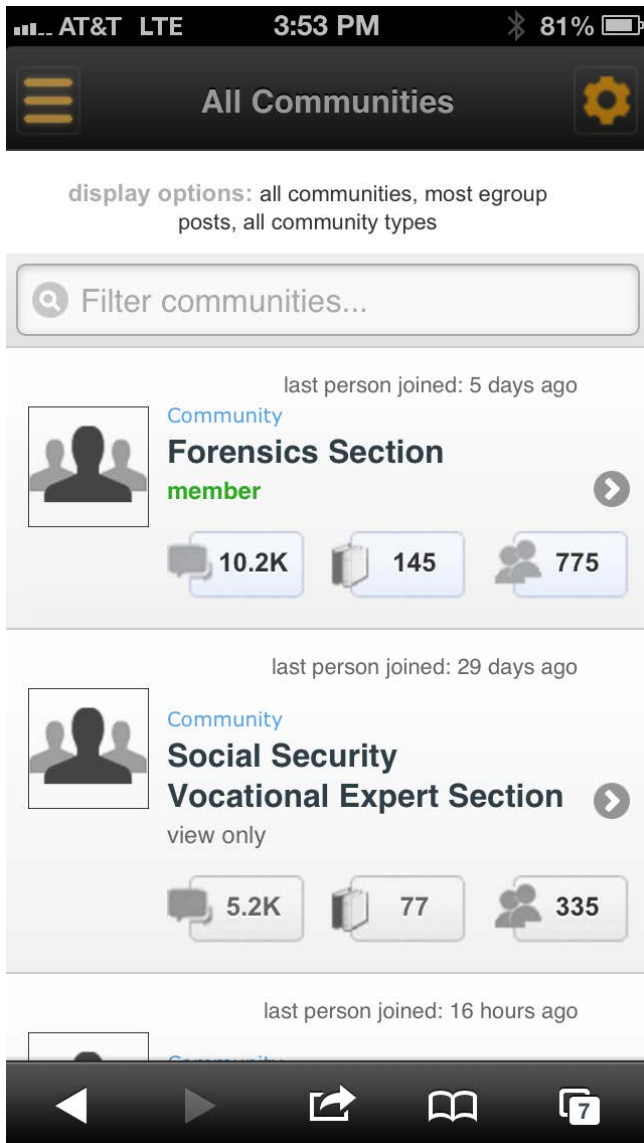 AT&T LTE 3:53 PM 81%
All Communities
display options: all communities, most egroup
posts, all community types
Filter communities...
last person joined: 5 days ago
Community
Forensics Section
member
10.2K 145 775
last person joined: 29 days ago
Community
Social Security
Vocational Expert Section
view only
5.2K 77 335
last person joined: 16 hours ago
Community
7